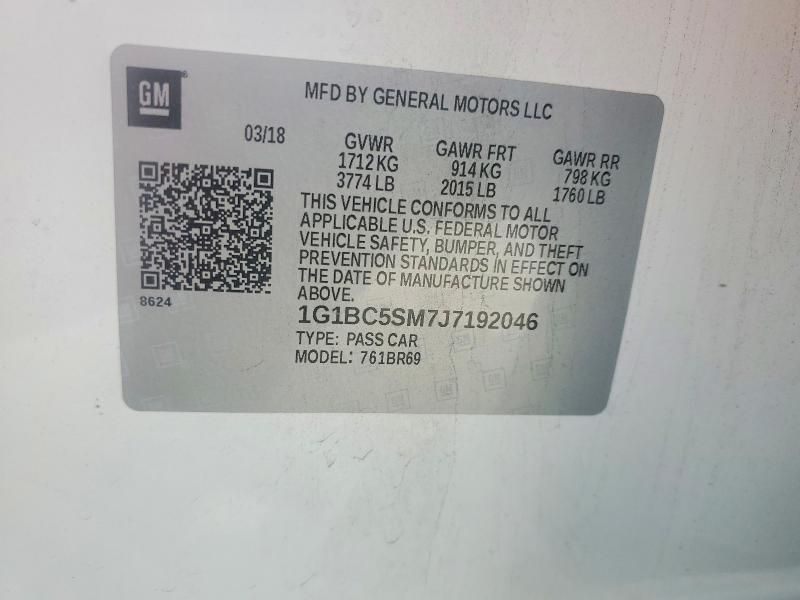 GM
MFD BY GENERAL MOTORS LLC
03/18
GVWR
1712 KG
3774 LB
GAWR FRT
914 KG
2015 LB
GAWR RR
798 KG
1760 LB
THIS VEHICLE CONFORMS TO ALL
APPLICABLE U.S. FEDERAL MOTOR
VEHICLE SAFETY, BUMPER, AND THEFT
PREVENTION STANDARDS IN EFFECT ON
THE DATE OF MANUFACTURE SHOWN
ABOVE.
8624
1G1BC5SM7J7192046
TYPE: PASS CAR
MODEL: 761BR69